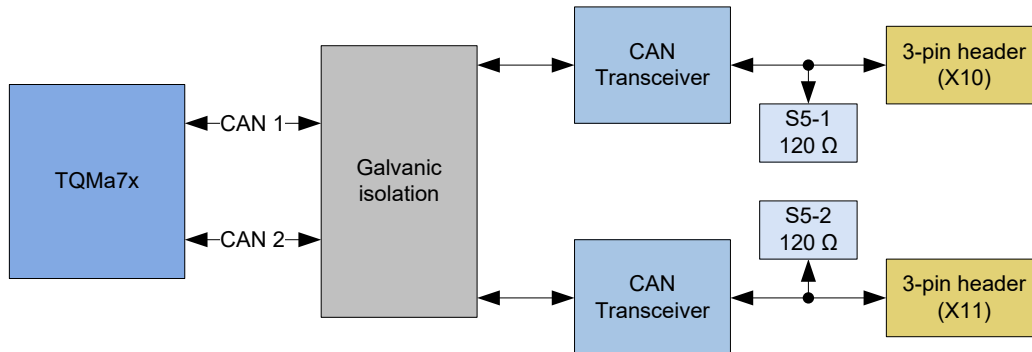 TQMa7x
CAN 1
CAN 2
Galvanic
isolation
CAN
Transceiver
S5-1
120 Ω
3-pin header
(X10)
CAN
Transceiver
S5-2
120 Ω
3-pin header
(X11)